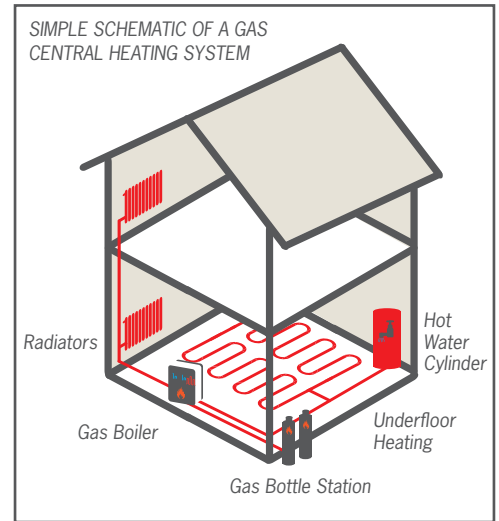 SIMPLE SCHEMATIC OF A GAS
CENTRAL HEATING SYSTEM
Radiators
Hot
Water
Cylinder
Gas Boiler
Underfloor
Heating
Gas Bottle Station